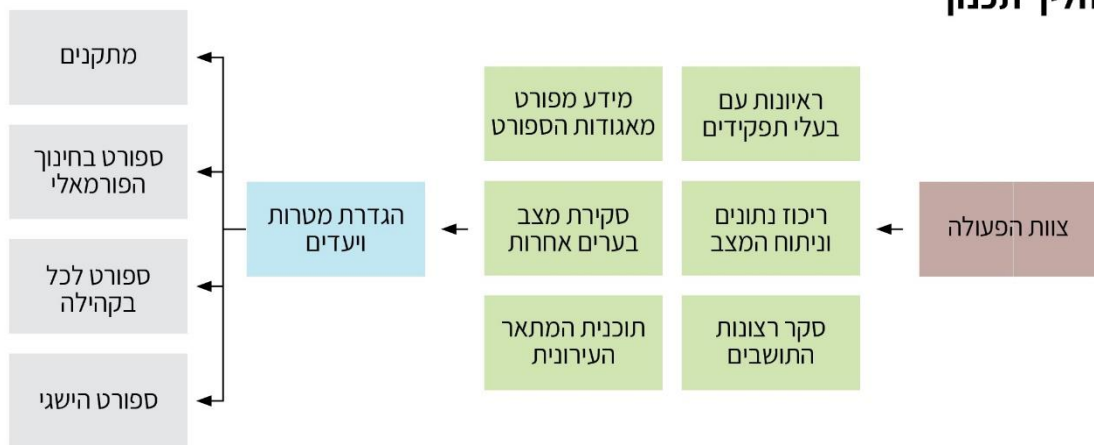 תכנון
צוות הפעולה
ראיונות עם
בעלי תפקידים
ריכוז נתונים
וניתוח המצב
סקר רצונות
התושבים
מידע מפורט
מאגודות הספורט
סקירת מצב
בערים אחרות
תוכנית המתאר
העירונית
הגדרת מטרות
ויעדים
מתקנים
ספורט בחינוך
הפורמאלי
ספורט לכל
בקהילה
ספורט הישגי